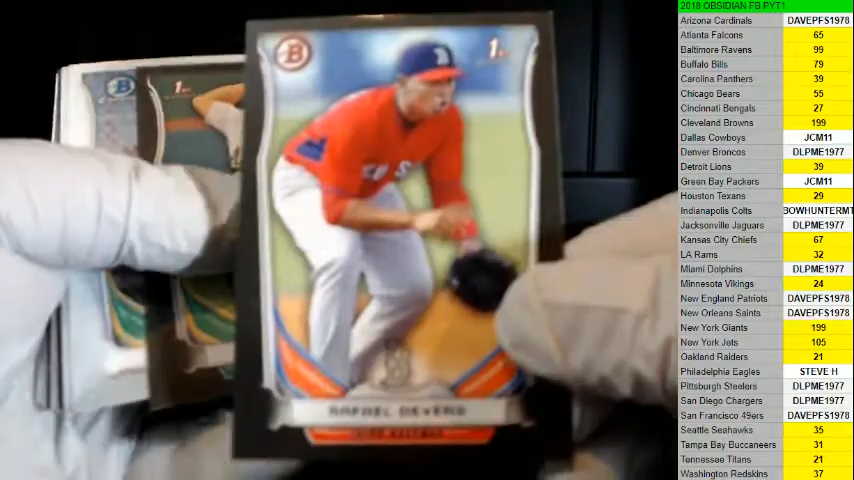 B
1st
B
1st
RAFAEL DEVERS
2018 OBSIDIAN FB PYT1
Arizona Cardinals DAVEPFS1978
Atlanta Falcons 65
Baltimore Ravens 99
Buffalo Bills 79
Carolina Panthers 39
Chicago Bears 55
Cincinnati Bengals 27
Cleveland Browns 199
Dallas Cowboys JCM11
Denver Broncos DLPME1977
Detroit Lions 39
Green Bay Packers JCM11
Houston Texans 29
Indianapolis Colts BOWHUNTERMT
Jacksonville Jaguars DLPME1977
Kansas City Chiefs 67
LA Rams 32
Miami Dolphins DLPME1977
Minnesota Vikings 24
New England Patriots DAVEPFS1978
New Orleans Saints DAVEPFS1978
New York Giants 199
New York Jets 105
Oakland Raiders 21
Philadelphia Eagles STEVE H
Pittsburgh Steelers DLPME1977
San Diego Chargers DLPME1977
San Francisco 49ers DAVEPFS1978
Seattle Seahawks 35
Tampa Bay Buccaneers 31
Tennessee Titans 21
Washington Redskins 37